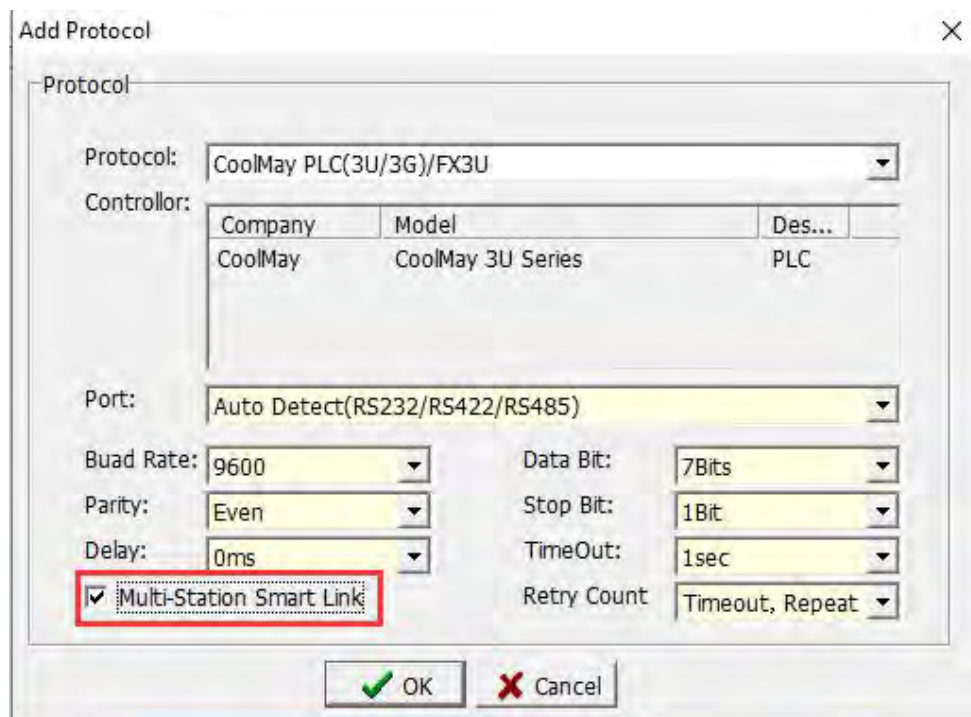 Add Protocol
Protocol
Protocol: CoolMay PLC(3U/3G)/FX3U
Controllor:
Company Model Des...
CoolMay CoolMay 3U Series PLC
Port: Auto Detect(RS232/RS422/RS485)
Buad Rate: 9600 Data Bit: 7Bits
Parity: Even Stop Bit: 1Bit
Delay: 0ms TimeOut: 1sec
Multi-Station Smart Link Retry Count Timeout, Repeat
OK Cancel